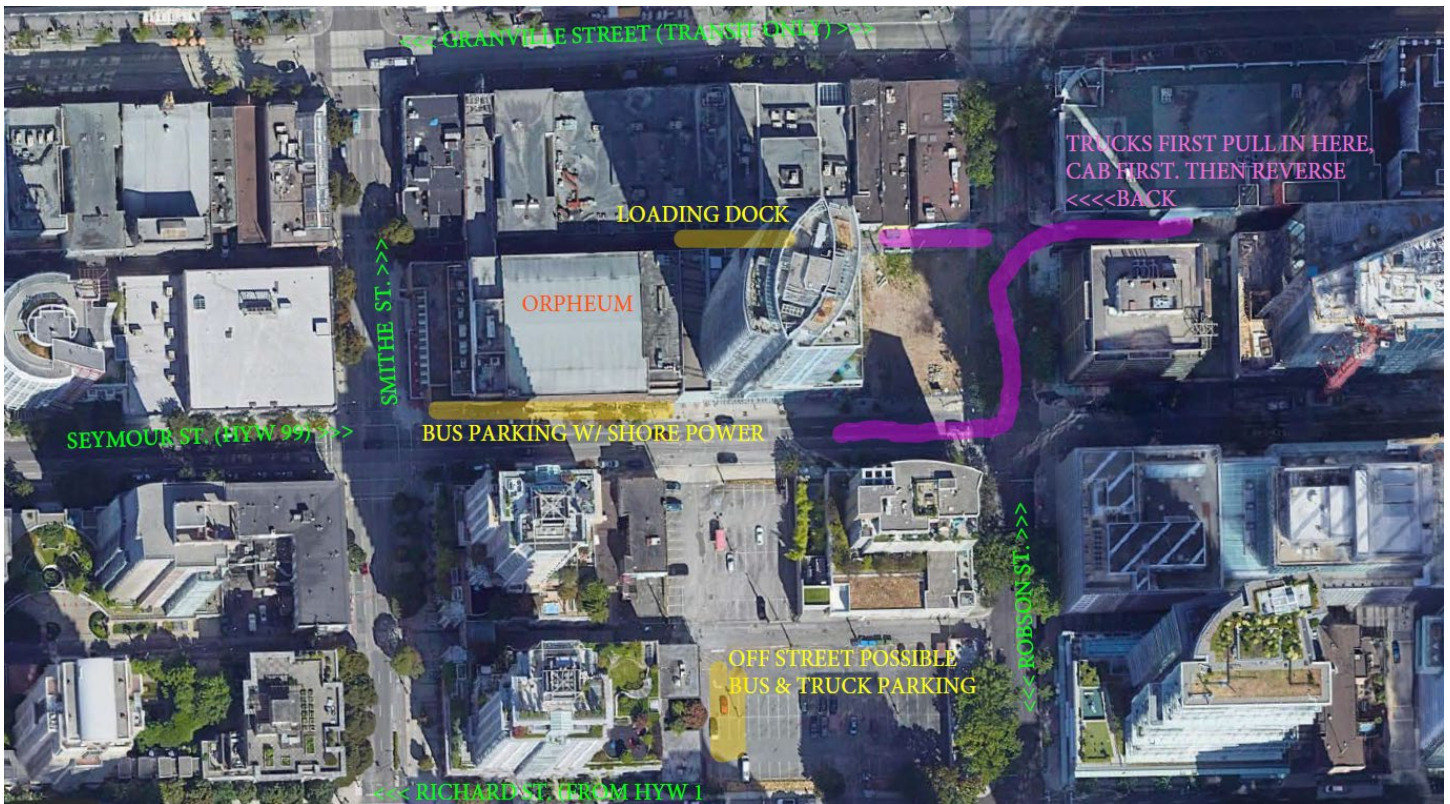 <<< GRANVILLE STREET (TRANSIT ONLY) >>>
TRUCKS FIRST PULL IN HERE,
CAB FIRST. THEN REVERSE
<<<<BACK
LOADING DOCK
ORPHEUM
SMITHE ST. >>>
SEYMOUR ST. (HYW 99) >>>
BUS PARKING W/ SHORE POWER
<<< ROBSON ST. >>>
OFF STREET POSSIBLE
BUS & TRUCK PARKING
<<< RICHARD ST. (FROM HYW 1